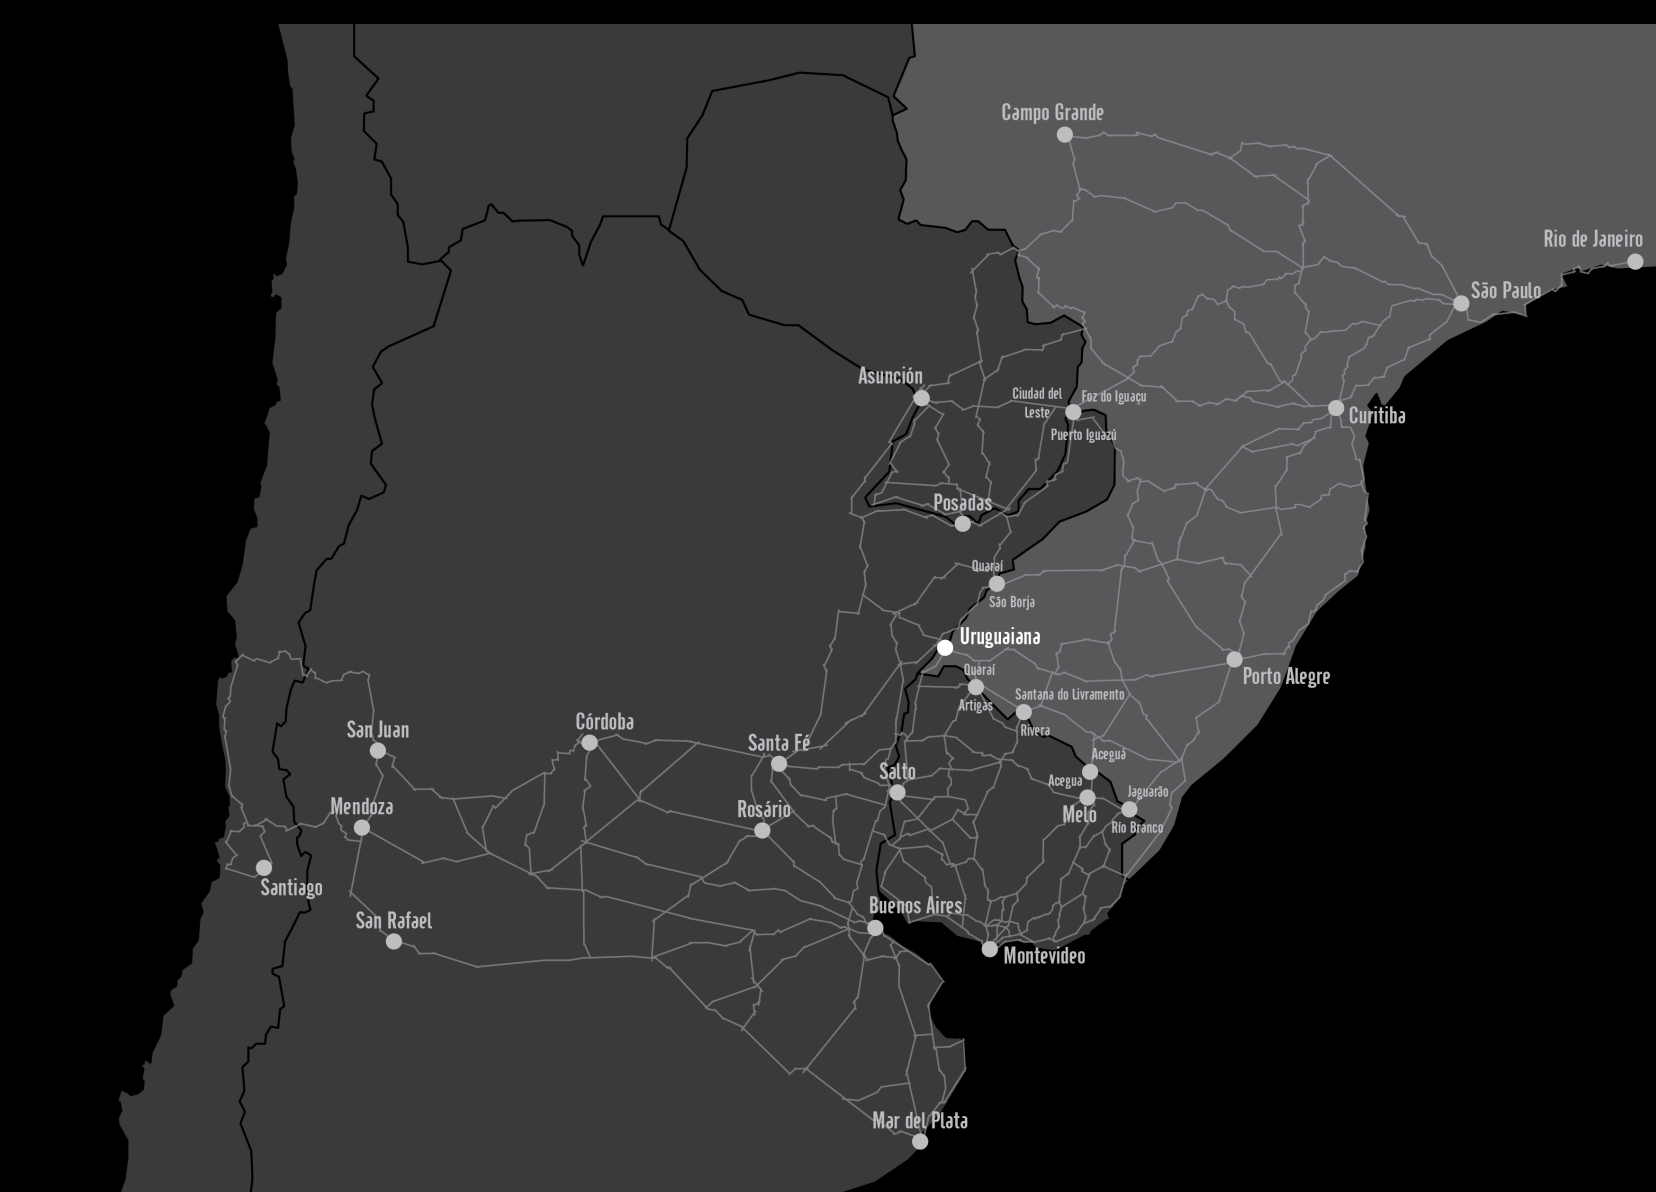 Campo Grande
Rio de Janeiro
São Paulo
Asunción
Ciudad del
Leste
Foz do Iguaçu
Curitiba
Puerto Iguazú
Posadas
Quaraí
São Borja
Uruguaiana
Quaraí
Porto Alegre
Artigas
Santana do Livramento
Rivera
San Juan
Córdoba
Santa Fé
Aceguá
Salto
Acegua
Jaguarão
Mendoza
Rosário
Melo
Río Branco
Santiago
Buenos Aires
San Rafael
Montevideo
Mar del Plata